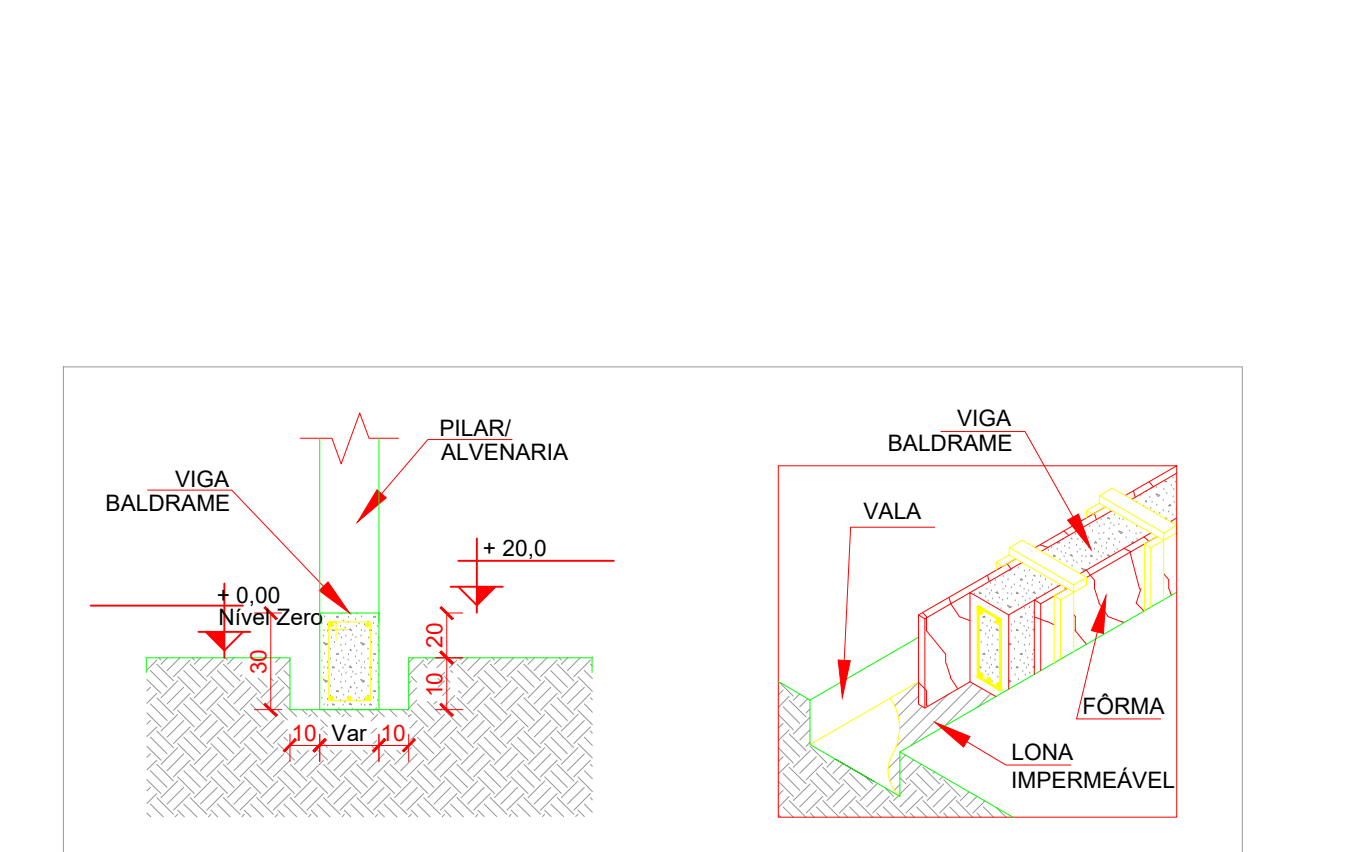 PILAR/
ALVENARIA
VIGA
BALDRAME
+ 20,0
+ 0,00
Nível Zero
30
20
10
10 Var 10
VIGA
BALDRAME
VALA
FÔRMA
LONA
IMPERMEÁVEL